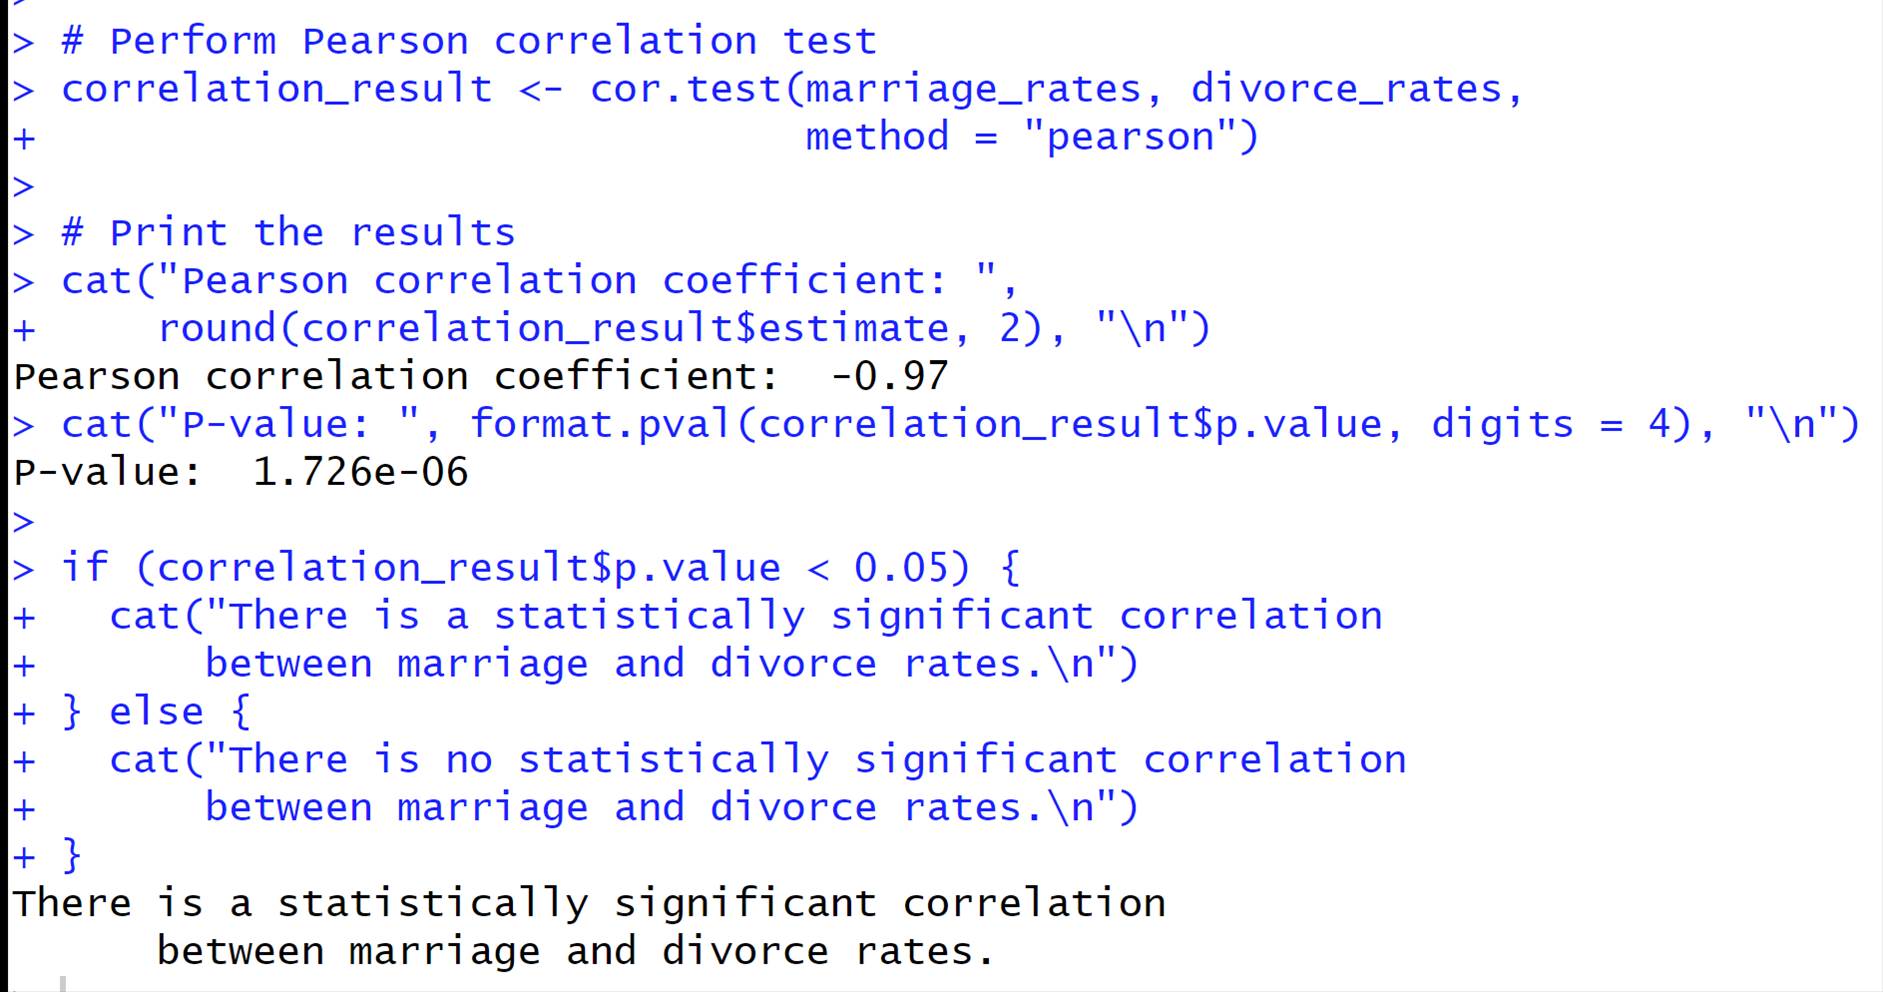 > # Perform Pearson correlation test
> correlation_result <- cor.test(marriage_rates, divorce_rates,
+                                method = "pearson")
>
> # Print the results
> cat("Pearson correlation coefficient: ",
+     round(correlation_result$estimate, 2), "\n")
Pearson correlation coefficient:  -0.97
> cat("P-value: ", format.pval(correlation_result$p.value, digits = 4), "\n")
P-value:  1.726e-06
>
> if (correlation_result$p.value < 0.05) {
+   cat("There is a statistically significant correlation
+       between marriage and divorce rates.\n")
+ } else {
+   cat("There is no statistically significant correlation
+       between marriage and divorce rates.\n")
+ }
There is a statistically significant correlation
      between marriage and divorce rates.